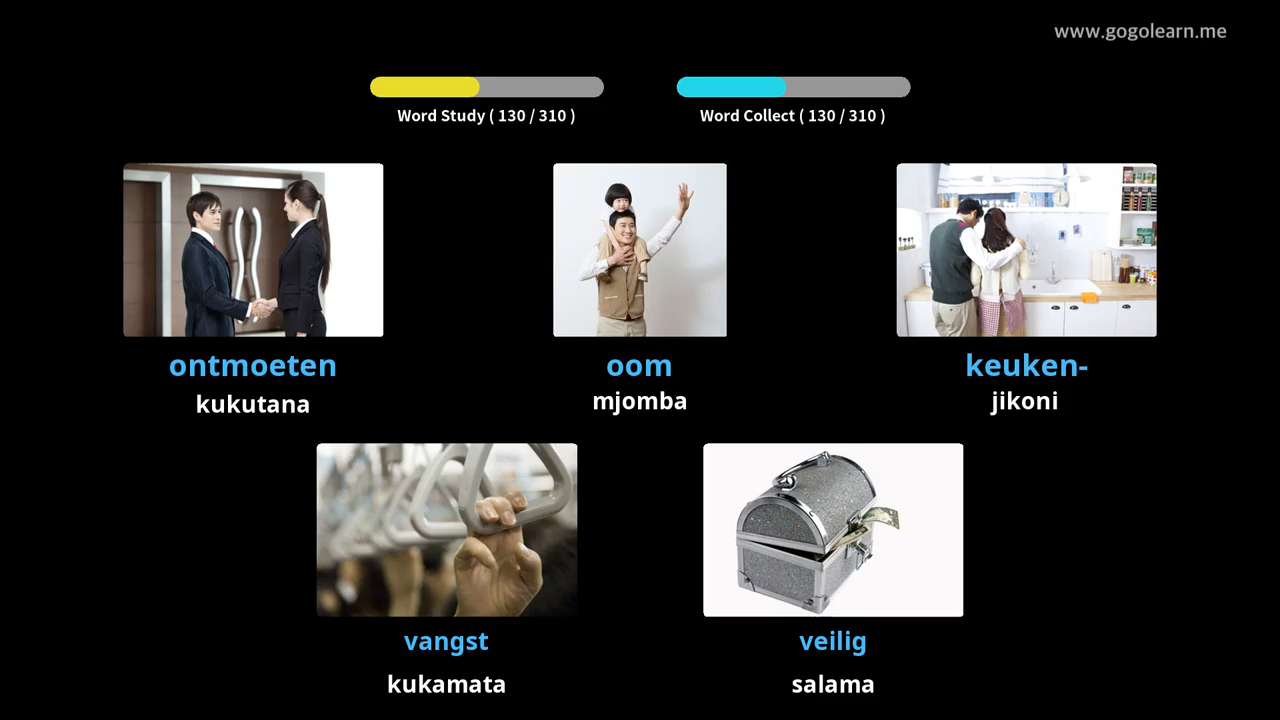 www.gogolearn.me
Word Study ( 130 / 310 )
Word Collect ( 130 / 310 )
ontmoeten
kukutana
oom
mjomba
keuken-
jikoni
vangst
kukamata
veilig
salama